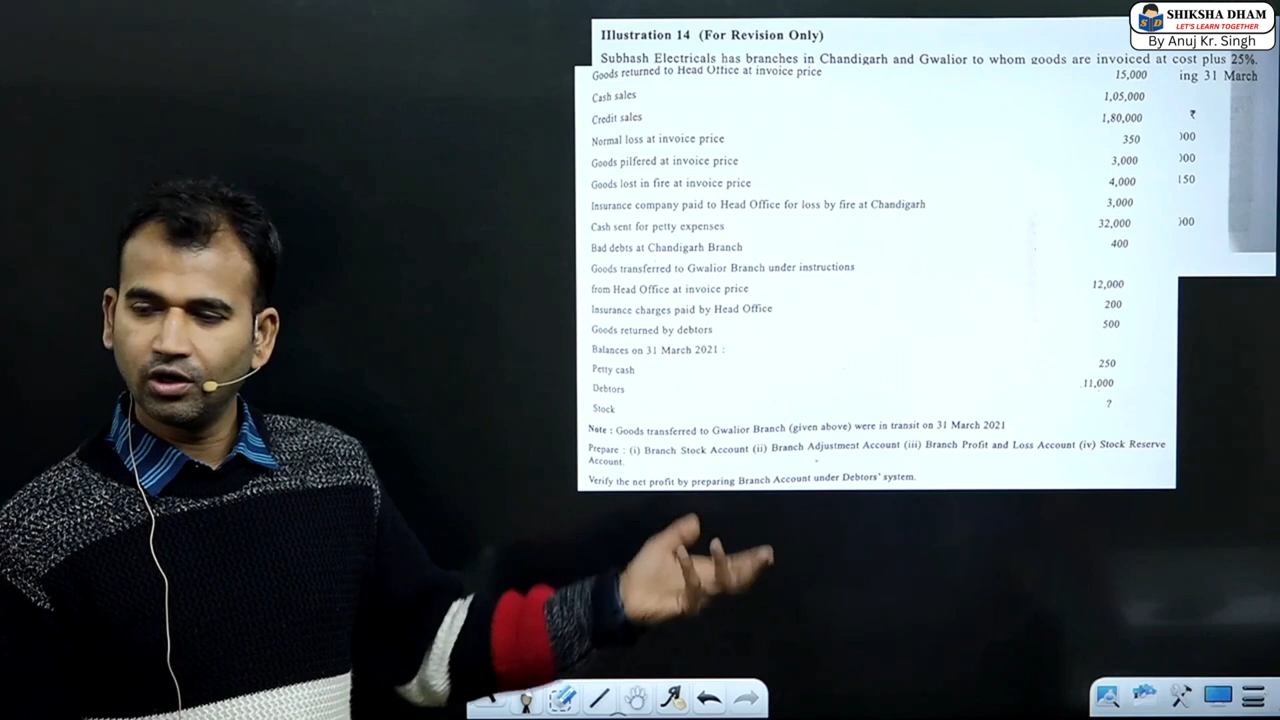 SHIKSHA DHAM
LET'S LEARN TOGETHER
SD
By Anuj Kr. Singh
Illustration 14 (For Revision Only)
Subhash Electricals has branches in Chandigarh and Gwalior to whom goods are invoiced at cost plus 25%.
Goods returned to Head Office at invoice price 15,000 ing 31 March
Cash sales 1,05,000
Credit sales 1,80,000 ₹
Normal loss at invoice price 350 000
Goods pilfered at invoice price 3,000 000
Goods lost in fire at invoice price 4,000 150
Insurance company paid to Head Office for loss by fire at Chandigarh 3,000
Cash sent for petty expenses 32,000 000
Bad debts at Chandigarh Branch 400
Goods transferred to Gwalior Branch under instructions
from Head Office at invoice price 12,000
Insurance charges paid by Head Office 200
Goods returned by debtors 500
Balances on 31 March 2021 :
Petty cash 250
Debtors 11,000
Stock ?
Note : Goods transferred to Gwalior Branch (given above) were in transit on 31 March 2021
Prepare : (i) Branch Stock Account (ii) Branch Adjustment Account (iii) Branch Profit and Loss Account (iv) Stock Reserve
Account.
Verify the net profit by preparing Branch Account under Debtors' system.